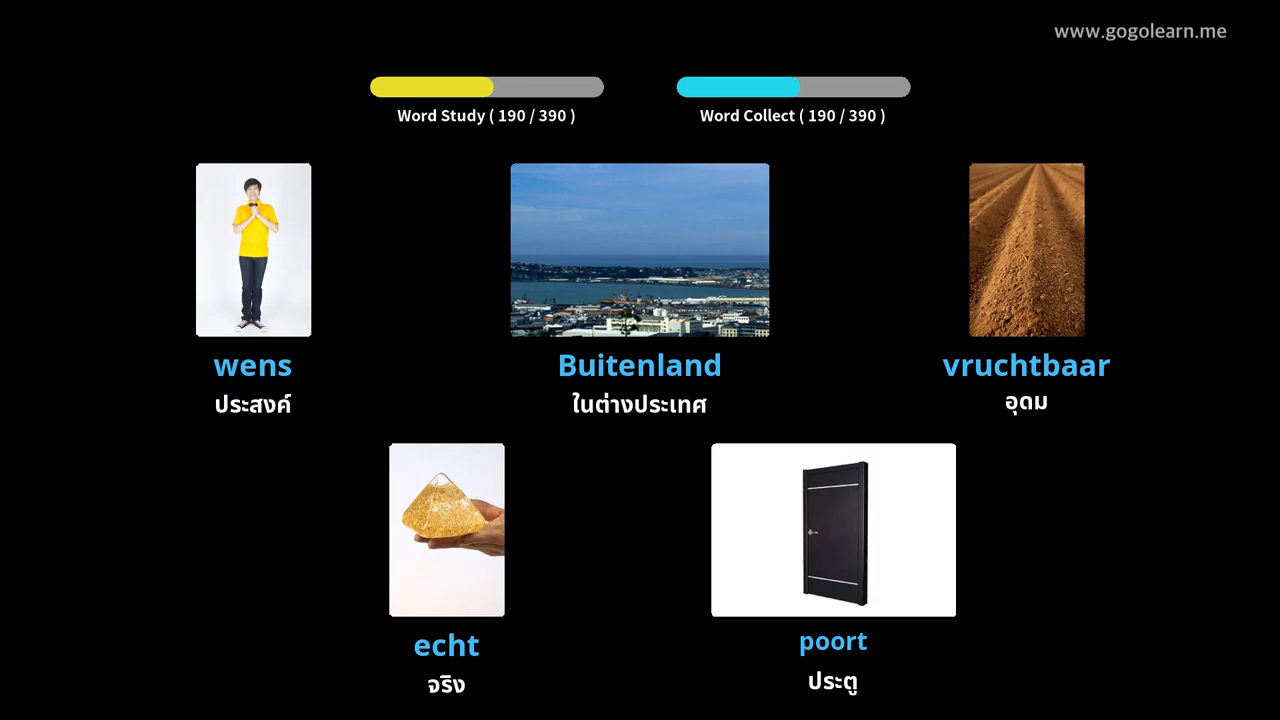 www.gogolearn.me
Word Study ( 190 / 390 )
Word Collect ( 190 / 390 )
wens
ประสงค์
Buitenland
ในต่างประเทศ
vruchtbaar
อุดม
echt
จริง
poort
ประตู